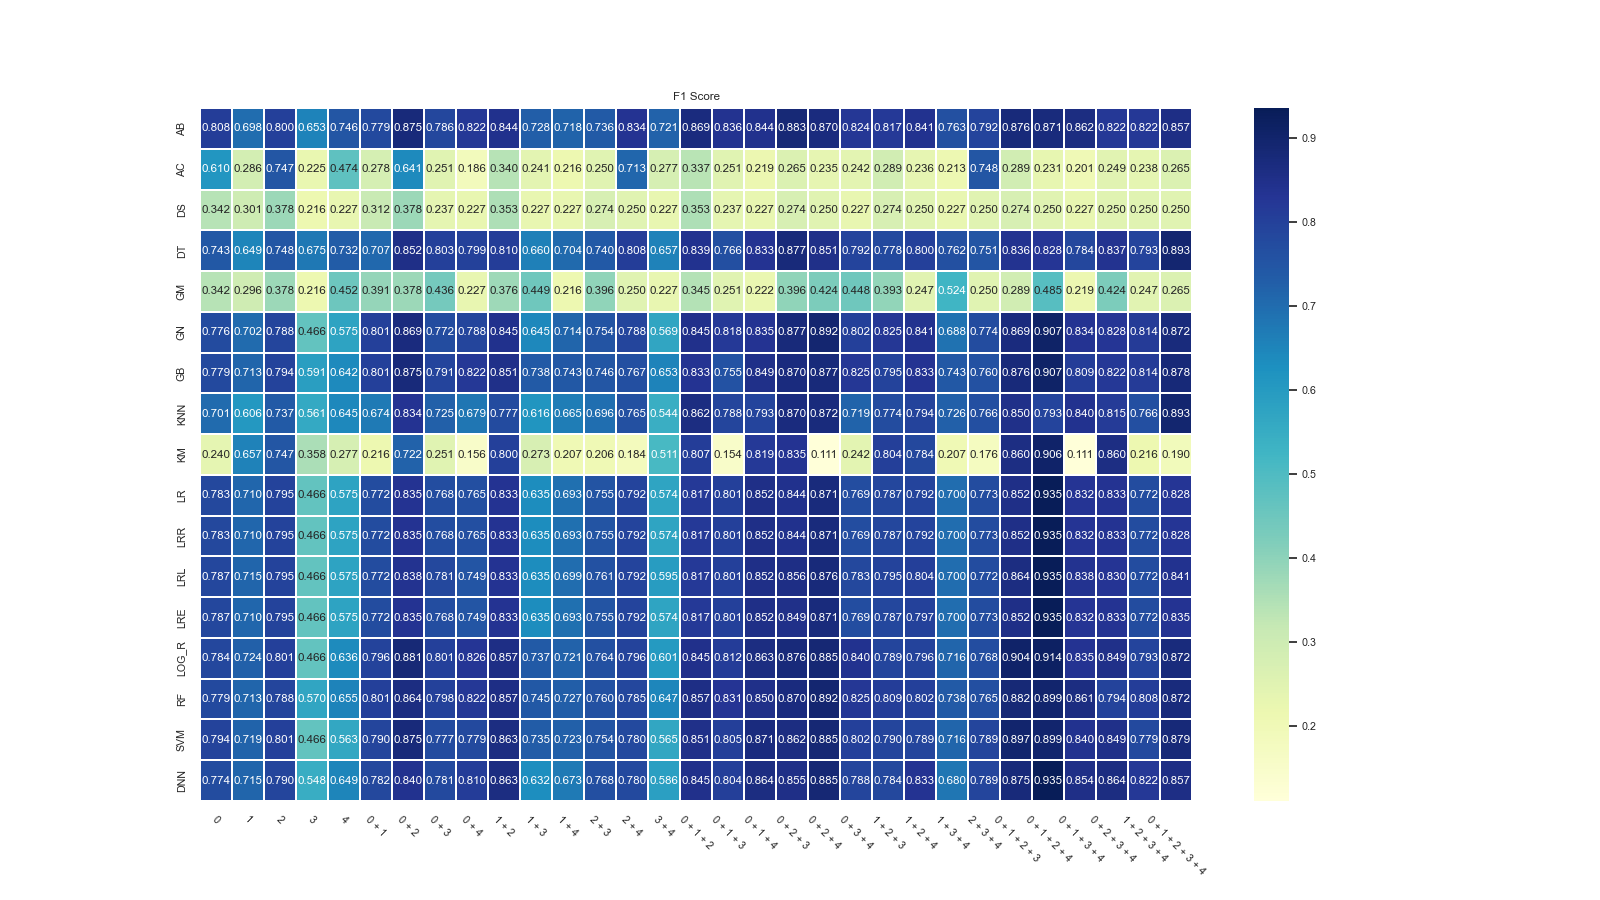 F1 Score
AB 0.808 0.698 0.800 0.653 0.746 0.779 0.875 0.786 0.822 0.844 0.728 0.718 0.736 0.834 0.721 0.869 0.836 0.844 0.883 0.870 0.824 0.817 0.841 0.763 0.792 0.876 0.871 0.862 0.822 0.822 0.857
AC 0.610 0.286 0.747 0.225 0.474 0.278 0.641 0.251 0.186 0.340 0.241 0.216 0.250 0.713 0.277 0.337 0.251 0.219 0.265 0.235 0.242 0.289 0.236 0.213 0.748 0.289 0.231 0.201 0.249 0.238 0.265
DS 0.342 0.301 0.378 0.216 0.227 0.312 0.378 0.237 0.227 0.353 0.227 0.227 0.274 0.250 0.227 0.353 0.237 0.227 0.274 0.250 0.227 0.274 0.250 0.227 0.250 0.274 0.250 0.227 0.250 0.250 0.250
DT 0.743 0.649 0.748 0.675 0.732 0.707 0.852 0.803 0.799 0.810 0.660 0.704 0.740 0.808 0.657 0.839 0.766 0.833 0.877 0.851 0.792 0.778 0.800 0.762 0.751 0.836 0.828 0.784 0.837 0.793 0.893
GM 0.342 0.296 0.378 0.216 0.452 0.391 0.378 0.436 0.227 0.376 0.449 0.216 0.396 0.250 0.227 0.345 0.251 0.222 0.396 0.424 0.448 0.393 0.247 0.524 0.250 0.289 0.485 0.219 0.424 0.247 0.265
GN 0.776 0.702 0.788 0.466 0.575 0.801 0.869 0.772 0.788 0.845 0.645 0.714 0.754 0.788 0.569 0.845 0.818 0.835 0.877 0.892 0.802 0.825 0.841 0.688 0.774 0.869 0.907 0.834 0.828 0.814 0.872
GB 0.779 0.713 0.794 0.591 0.642 0.801 0.875 0.791 0.822 0.851 0.738 0.743 0.746 0.767 0.653 0.833 0.755 0.849 0.870 0.877 0.825 0.795 0.833 0.743 0.760 0.876 0.907 0.809 0.822 0.814 0.878
KNN 0.701 0.606 0.737 0.561 0.645 0.674 0.834 0.725 0.679 0.777 0.616 0.665 0.696 0.765 0.544 0.862 0.788 0.793 0.870 0.872 0.719 0.774 0.794 0.726 0.766 0.850 0.793 0.840 0.815 0.766 0.893
KM 0.240 0.657 0.747 0.358 0.277 0.216 0.722 0.251 0.156 0.800 0.273 0.207 0.206 0.184 0.511 0.807 0.154 0.819 0.835 0.111 0.242 0.804 0.784 0.207 0.176 0.860 0.906 0.111 0.860 0.216 0.190
LR 0.783 0.710 0.795 0.466 0.575 0.772 0.835 0.768 0.765 0.833 0.635 0.693 0.755 0.792 0.574 0.817 0.801 0.852 0.844 0.871 0.769 0.787 0.792 0.700 0.773 0.852 0.935 0.832 0.833 0.772 0.828
LRR 0.783 0.710 0.795 0.466 0.575 0.772 0.835 0.768 0.765 0.833 0.635 0.693 0.755 0.792 0.574 0.817 0.801 0.852 0.844 0.871 0.769 0.787 0.792 0.700 0.773 0.852 0.935 0.832 0.833 0.772 0.828
LRL 0.787 0.715 0.795 0.466 0.575 0.772 0.838 0.781 0.749 0.833 0.635 0.699 0.761 0.792 0.595 0.817 0.801 0.852 0.856 0.876 0.783 0.795 0.804 0.700 0.772 0.864 0.935 0.838 0.830 0.772 0.841
LRE 0.787 0.710 0.795 0.466 0.575 0.772 0.835 0.768 0.749 0.833 0.635 0.693 0.755 0.792 0.574 0.817 0.801 0.852 0.849 0.871 0.769 0.787 0.797 0.700 0.773 0.852 0.935 0.832 0.833 0.772 0.835
LOG_R 0.784 0.724 0.801 0.466 0.636 0.796 0.881 0.801 0.826 0.857 0.737 0.721 0.764 0.796 0.601 0.845 0.812 0.863 0.876 0.885 0.840 0.789 0.796 0.716 0.768 0.904 0.914 0.835 0.849 0.793 0.872
RF 0.779 0.713 0.788 0.570 0.655 0.801 0.864 0.798 0.822 0.857 0.745 0.727 0.760 0.785 0.647 0.857 0.831 0.850 0.870 0.892 0.825 0.809 0.802 0.738 0.765 0.882 0.899 0.861 0.794 0.808 0.872
SVM 0.794 0.719 0.801 0.466 0.563 0.790 0.875 0.777 0.779 0.863 0.735 0.723 0.754 0.780 0.565 0.851 0.805 0.871 0.862 0.885 0.802 0.790 0.789 0.716 0.789 0.897 0.899 0.840 0.849 0.779 0.879
DNN 0.774 0.715 0.790 0.548 0.649 0.782 0.840 0.781 0.810 0.863 0.632 0.673 0.768 0.780 0.586 0.845 0.804 0.864 0.855 0.885 0.788 0.784 0.833 0.680 0.789 0.875 0.935 0.854 0.864 0.822 0.857
0 1 2 3 4 0+1 0+2 0+3 0+4 1+2 1+3 1+4 2+3 2+4 3+4 0+1+2 0+1+3 0+1+4 0+2+3 0+2+4 0+3+4 1+2+3 1+2+4 1+3+4 2+3+4 0+1+2+3 0+1+2+4 0+1+3+4 0+2+3+4 1+2+3+4 0+1+2+3+4
0.9
0.8
0.7
0.6
0.5
0.4
0.3
0.2